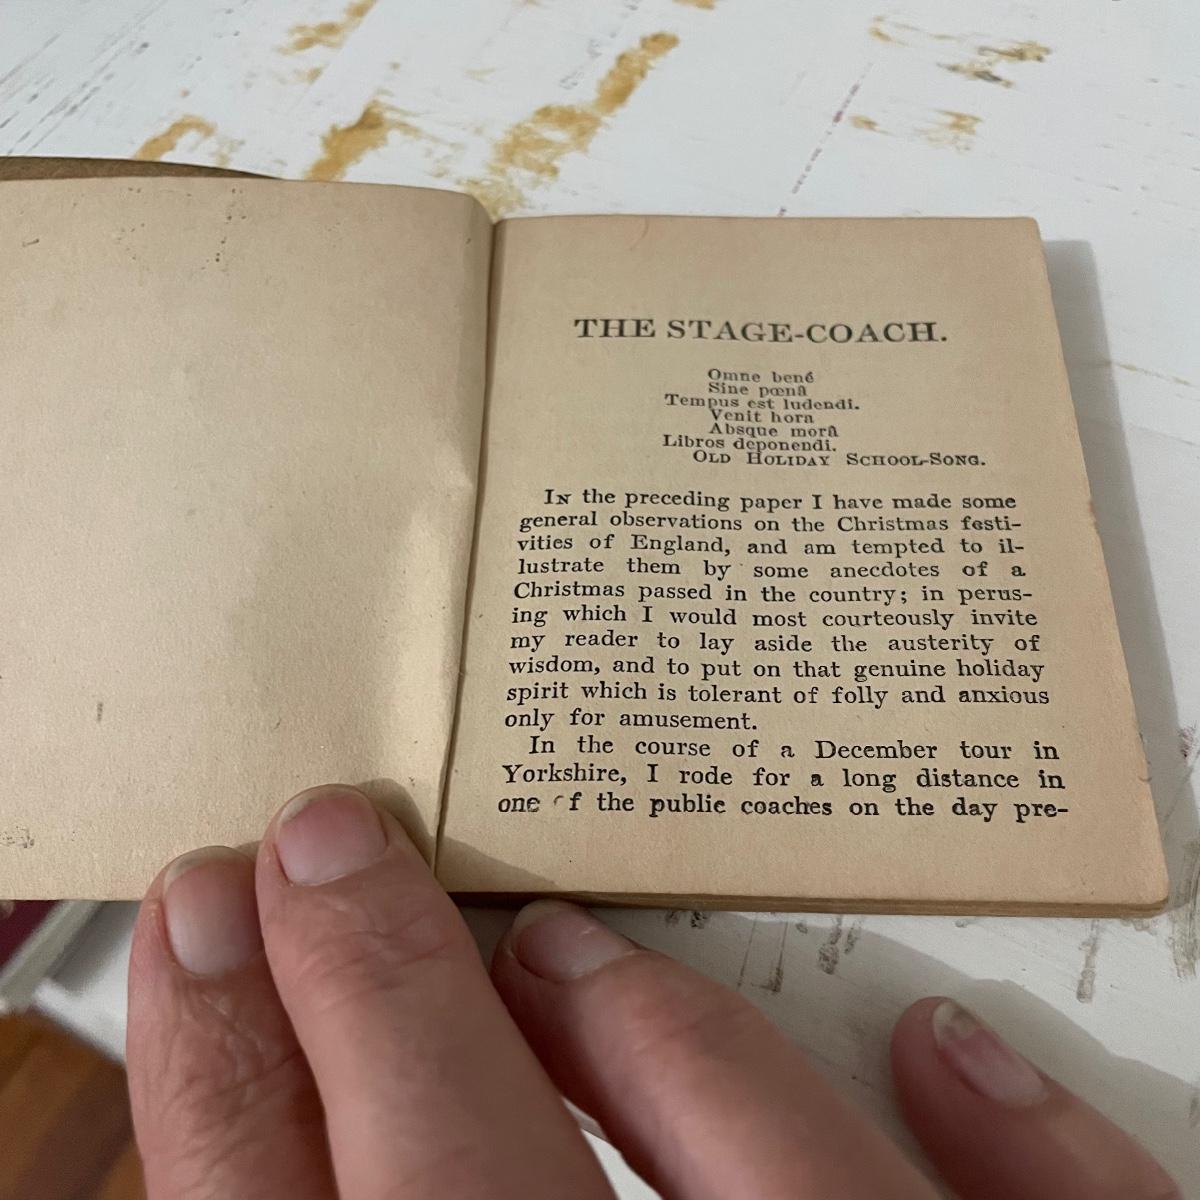 THE STAGE-COACH.
Omne bené
Sine pœnâ
Tempus est ludendi.
Venit hora
Absque morâ
Libros deponendi.
OLD HOLIDAY SCHOOL-SONG.
IN the preceding paper I have made some
general observations on the Christmas festi-
vities of England, and am tempted to il-
lustrate them by some anecdotes of a
Christmas passed in the country; in perus-
ing which I would most courteously invite
my reader to lay aside the austerity of
wisdom, and to put on that genuine holiday
spirit which is tolerant of folly and anxious
only for amusement.
In the course of a December tour in
Yorkshire, I rode for a long distance in
one of the public coaches on the day pre-